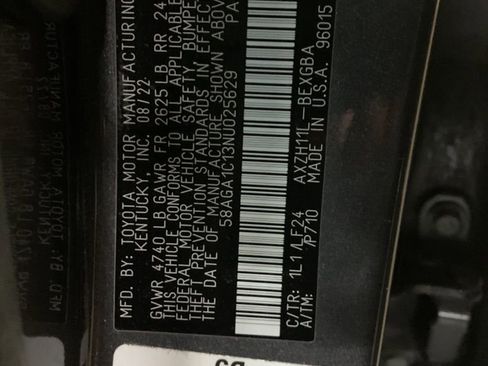 MFD. BY: TOYOTA MOTOR MANUFACTURING
KENTUCKY, INC. 08/22
GVWR 4740 LB GAWR FR 2625 LB RR 24
THIS VEHICLE CONFORMS TO ALL APPLICABLE
FEDERAL MOTOR VEHICLE SAFETY, BUMPE
THEFT PREVENTION STANDARDS IN EFFECT
DATE OF MANUFACTURE SHOWN ABOV
58AGA1C13NU025629 PA
C/TR: 1L1 /LF24 AXZH11L-BEXGBA
A/TM: /P710 MADE IN U.S.A. 96015